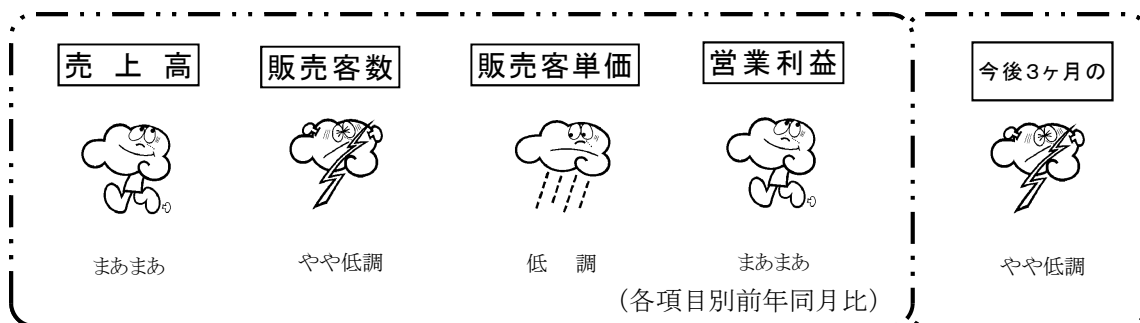 売 上 高
販売客数
販売客単価
営業利益
今後3ヶ月の
まあまあ
やや低調
低 調
まあまあ
やや低調
（各項目別前年同月比）